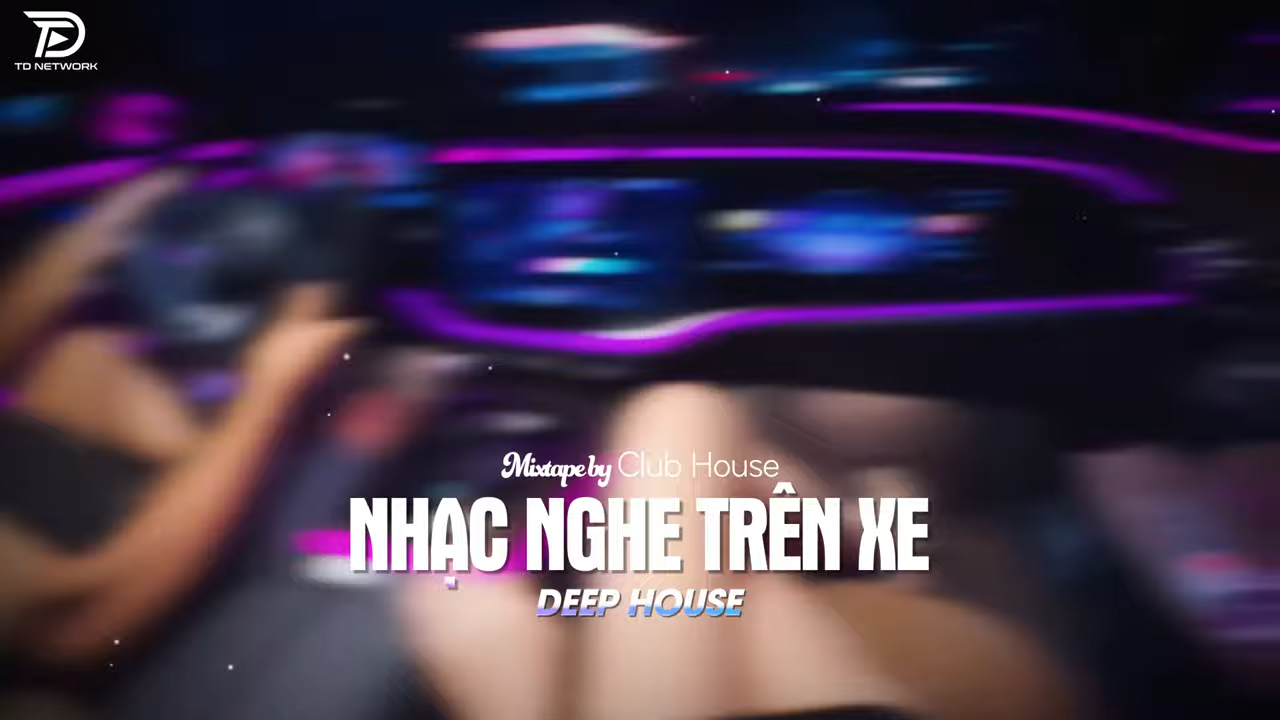 TD NETWORK
Mixtape by Club House
NHẠC NGHE TRÊN XE
DEEP HOUSE